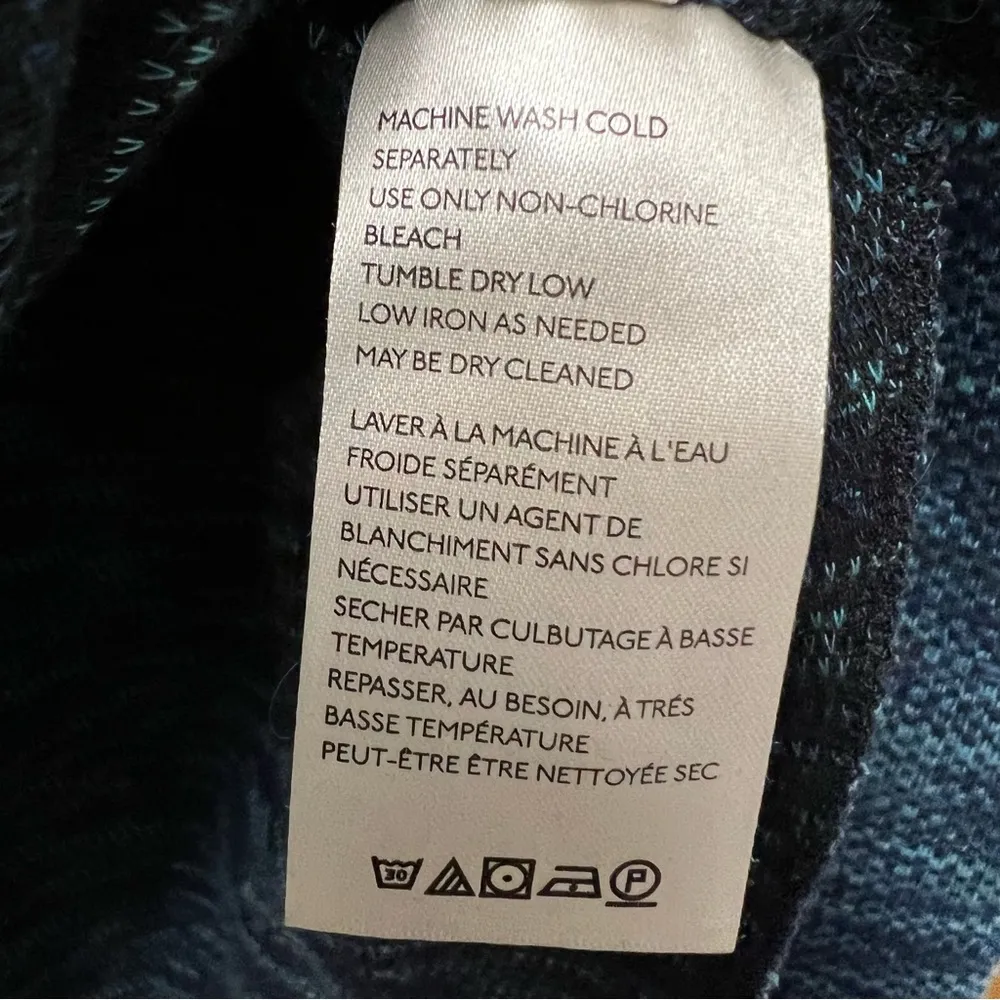 MACHINE WASH COLD
SEPARATELY
USE ONLY NON-CHLORINE
BLEACH
TUMBLE DRY LOW
LOW IRON AS NEEDED
MAY BE DRY CLEANED
LAVER À LA MACHINE À L'EAU
FROIDE SÉPARÉMENT
UTILISER UN AGENT DE
BLANCHIMENT SANS CHLORE SI
NÉCESSAIRE
SECHER PAR CULBUTAGE À BASSE
TEMPERATURE
REPASSER, AU BESOIN, À TRÉS
BASSE TEMPÉRATURE
PEUT-ÊTRE ÊTRE NETTOYÉE SEC
30 P